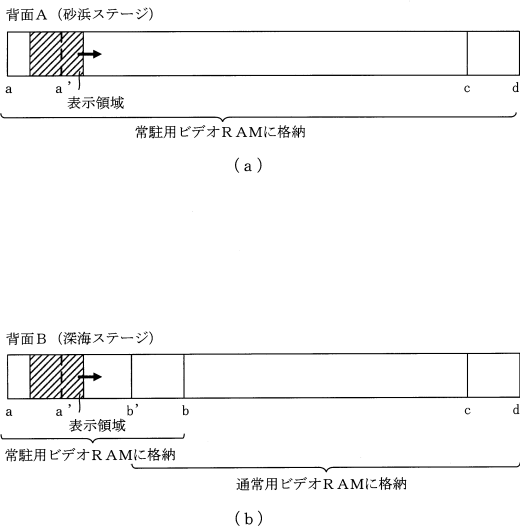 背面A（砂浜ステージ）
a a' c d
表示領域
常駐用ビデオRAMに格納
（a）
背面B（深海ステージ）
a a' b' b c d
表示領域
常駐用ビデオRAMに格納
通常用ビデオRAMに格納
（b）